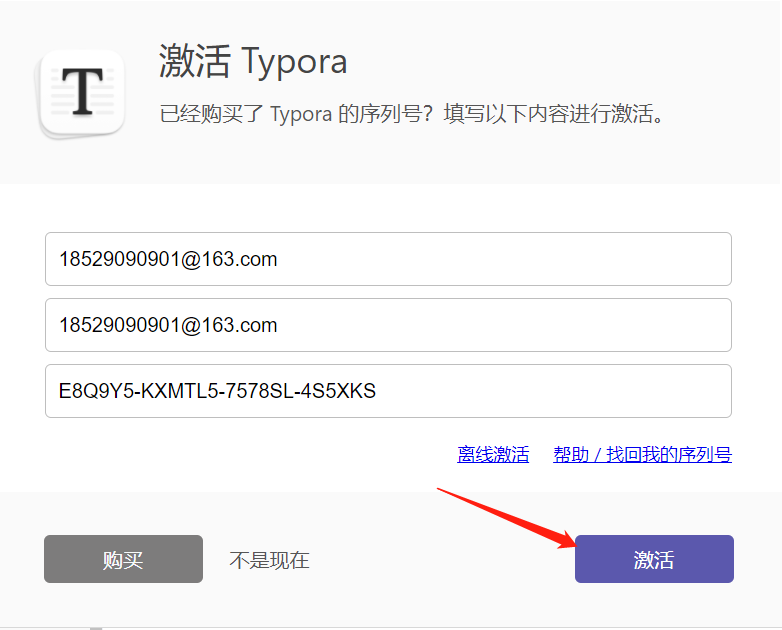 激活 Typora
已经购买了 Typora 的序列号？填写以下内容进行激活。
18529090901@163.com
18529090901@163.com
E8Q9Y5-KXMTL5-7578SL-4S5XKS
离线激活 帮助 / 找回我的序列号
购买 不是现在 激活